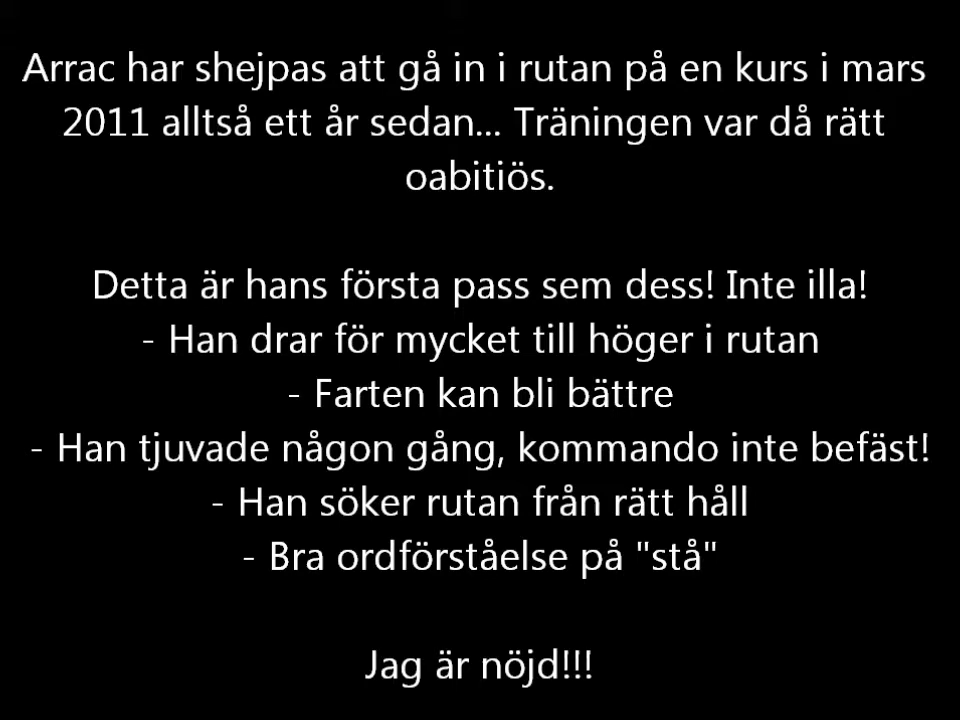 Arrac har shejpas att gå in i rutan på en kurs i mars
2011 alltså ett år sedan... Träningen var då rätt
oabitiös.
Detta är hans första pass sem dess! Inte illa!
- Han drar för mycket till höger i rutan
- Farten kan bli bättre
- Han tjuvade någon gång, kommando inte befäst!
- Han söker rutan från rätt håll
- Bra ordförståelse på "stå"
Jag är nöjd!!!